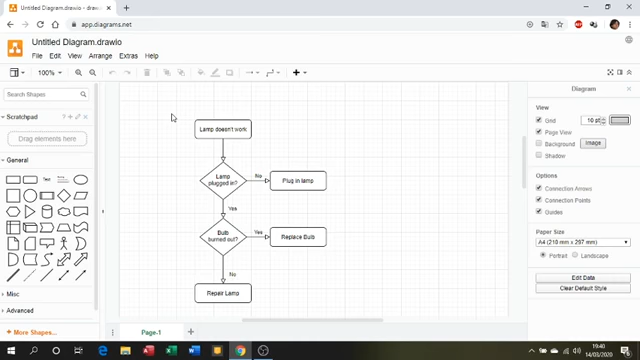 Untitled Diagram.drawio - draw.io
app.diagrams.net
Untitled Diagram.drawio
File Edit View Arrange Extras Help
100%
Search Shapes
Scratchpad
Drag elements here
General
Text
Misc
Advanced
+ More Shapes...
Lamp doesn't work
Lamp
plugged in?
No
Plug in lamp
Yes
Bulb
burned out?
Yes
Replace Bulb
No
Repair Lamp
Page-1
Diagram
View
Grid
10 pt
Page View
Background
Image
Shadow
Options
Connection Arrows
Connection Points
Guides
Paper Size
A4 (210 mm x 297 mm)
Portrait Landscape
Edit Data
Clear Default Style
19:40
14/03/2020